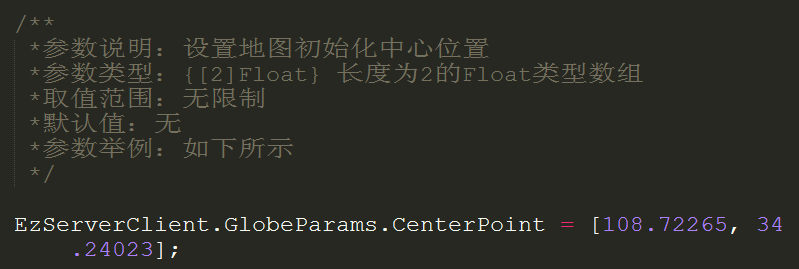 /**
*参数说明：设置地图初始化中心位置
*参数类型：{[2]Float} 长度为2的Float类型数组
*取值范围：无限制
*默认值：无
*参数举例：如下所示
*/
EzServerClient.GlobeParams.CenterPoint = [108.72265, 34
.24023];